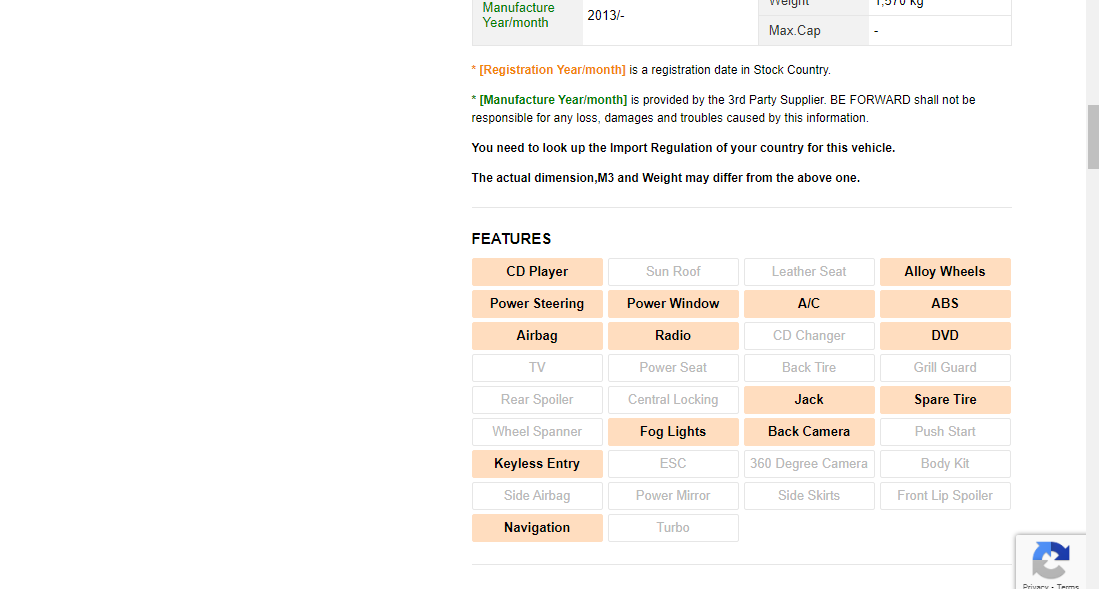 Manufacture
Year/month
2013/-
Weight
1,570 kg
Max.Cap
-
* [Registration Year/month] is a registration date in Stock Country.
* [Manufacture Year/month] is provided by the 3rd Party Supplier. BE FORWARD shall not be
responsible for any loss, damages and troubles caused by this information.
You need to look up the Import Regulation of your country for this vehicle.
The actual dimension,M3 and Weight may differ from the above one.
FEATURES
CD Player Sun Roof Leather Seat Alloy Wheels
Power Steering Power Window A/C ABS
Airbag Radio CD Changer DVD
TV Power Seat Back Tire Grill Guard
Rear Spoiler Central Locking Jack Spare Tire
Wheel Spanner Fog Lights Back Camera Push Start
Keyless Entry ESC 360 Degree Camera Body Kit
Side Airbag Power Mirror Side Skirts Front Lip Spoiler
Navigation Turbo
Privacy - Terms